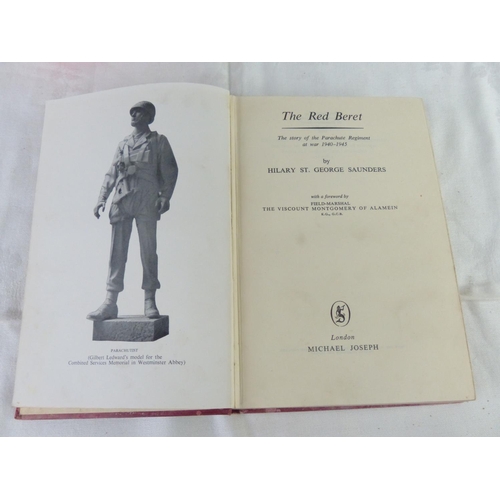 PARACHUTIST
(Gilbert Ledward's model for the
Combined Services Memorial in Westminster Abbey)
The Red Beret
The story of the Parachute Regiment
at war 1940-1945
by
HILARY ST. GEORGE SAUNDERS
with a foreword by
FIELD-MARSHAL
THE VISCOUNT MONTGOMERY OF ALAMEIN
K.G., G.C.B.
London
MICHAEL JOSEPH